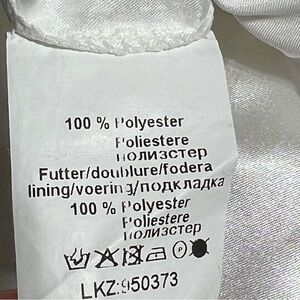 100 % Polyester
Poliestere
полиэстер
Futter/doublure/fodera
lining/voering/подкладка
100 % Polyester
Poliestere
полиэстер
P
LKZ:950373